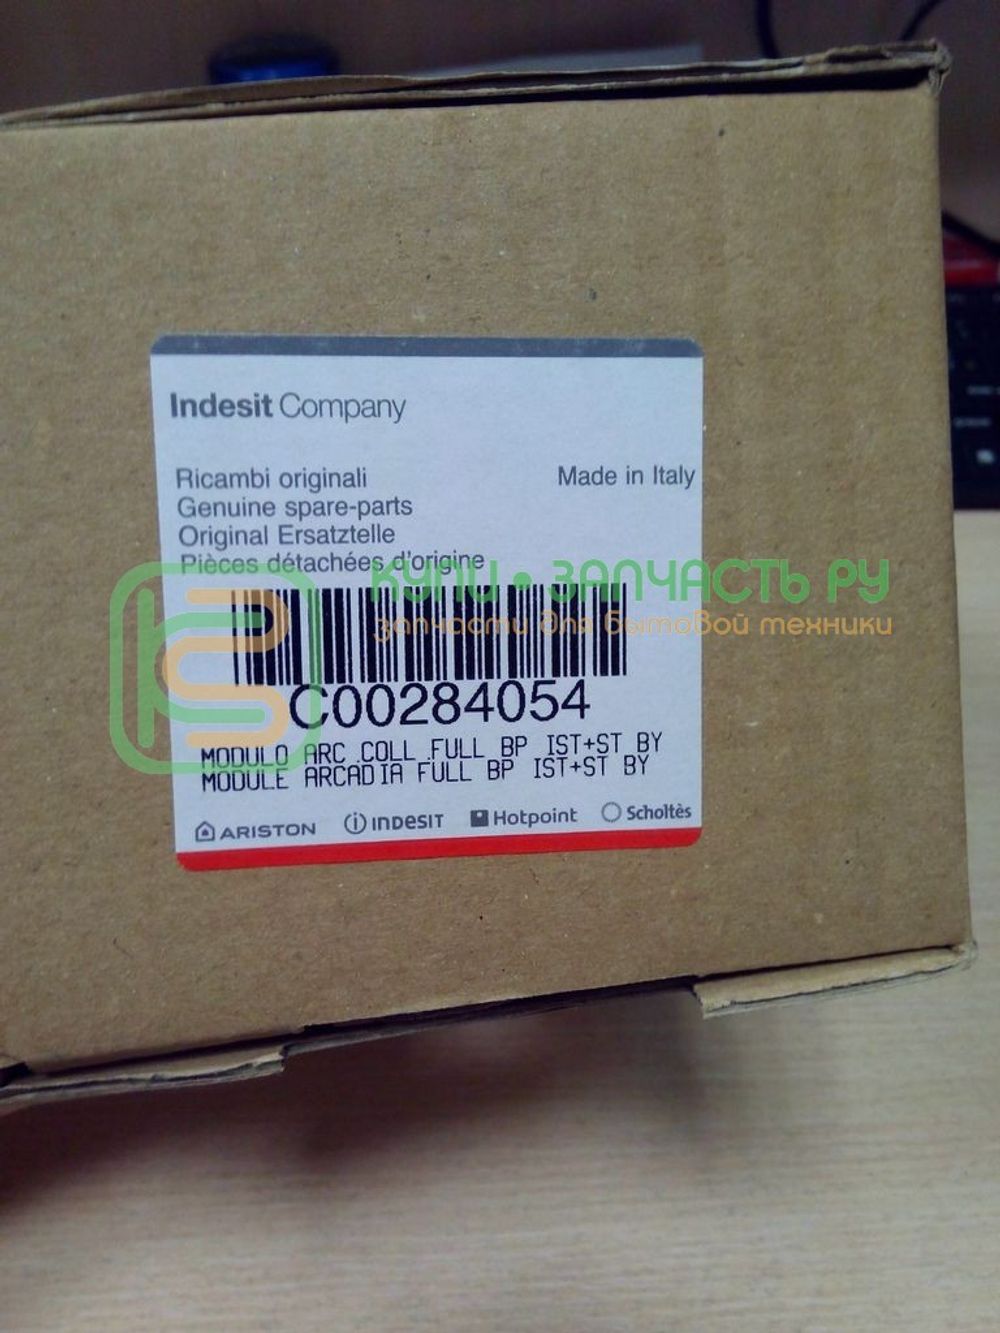 Indesit Company
Ricambi originali
Made in Italy
Genuine spare-parts
Original Ersatztelle
Pièces détachées d'origine
КУПИ • ЗАПЧАСТЬ РУ
запчасти для бытовой техники
C00284054
MODULO ARC COLL FULL BP IST+ST BY
MODULE ARCADIA FULL BP IST+ST BY
ARISTON INDESIT Hotpoint Scholtès